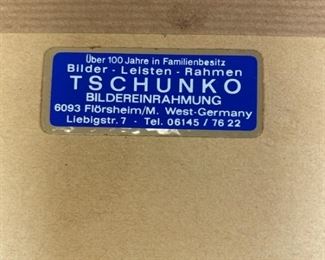 Über 100 Jahre in Familienbesitz
Bilder - Leisten - Rahmen
TSCHUNKO
BILDEREINRAHMUNG
6093 Flörsheim/M. West-Germany
Liebigstr. 7 - Tel. 06145 / 76 22